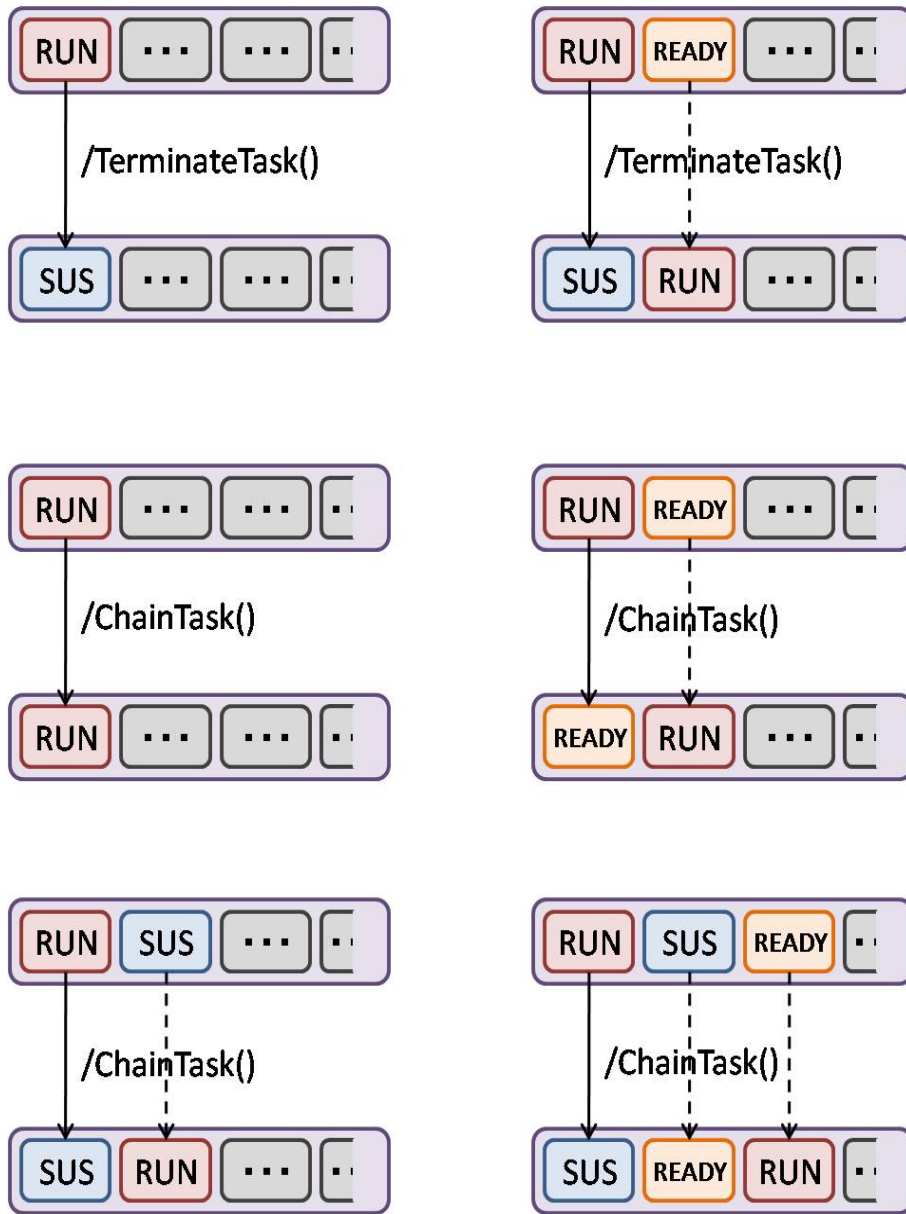 RUN ... ... ..
RUN READY ... ..
/TerminateTask()
/TerminateTask()
SUS ... ... ..
SUS RUN ... ..
RUN ... ... ..
RUN READY ... ..
/ChainTask()
/ChainTask()
RUN ... ... ..
READY RUN ... ..
RUN SUS ... ..
RUN SUS READY ..
/ChainTask()
/ChainTask()
SUS RUN ... ..
SUS READY RUN ..